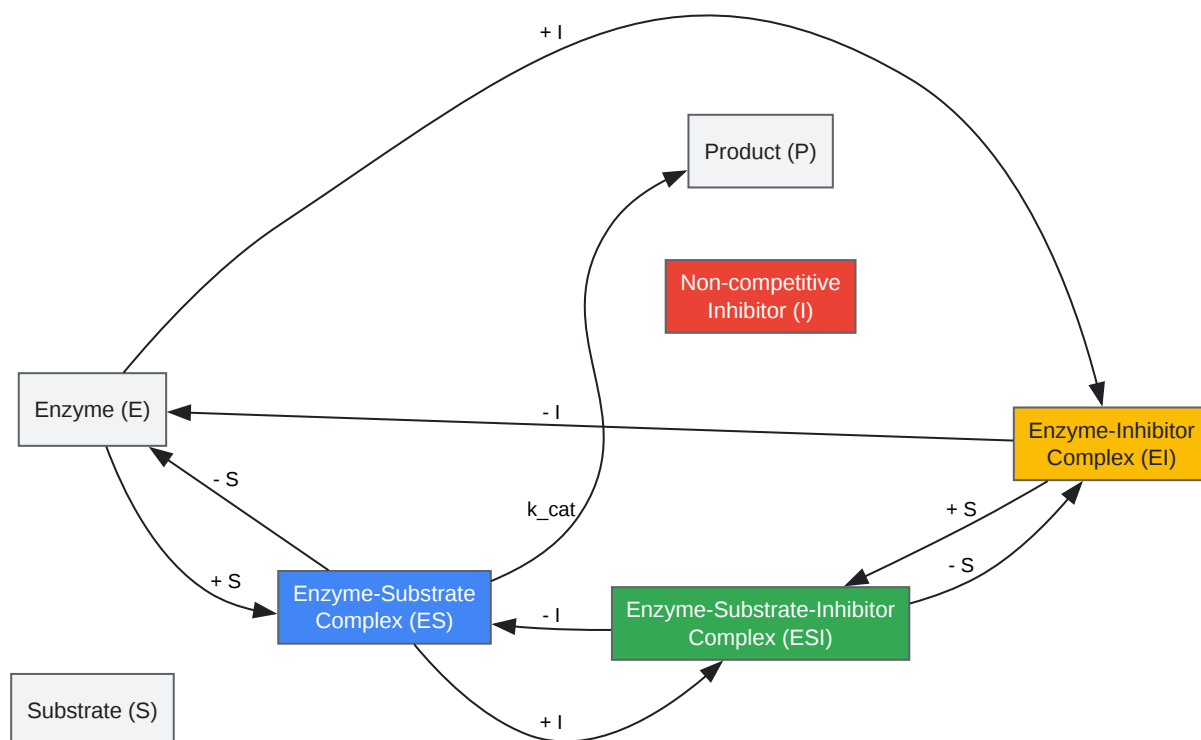 + I
Product (P)
Non-competitive
Inhibitor (I)
Enzyme (E)
- I
Enzyme-Inhibitor
Complex (EI)
- S
k_cat
+ S
+ S
- S
Enzyme-Substrate
Complex (ES)
- I
Enzyme-Substrate-Inhibitor
Complex (ESI)
Substrate (S)
+ I